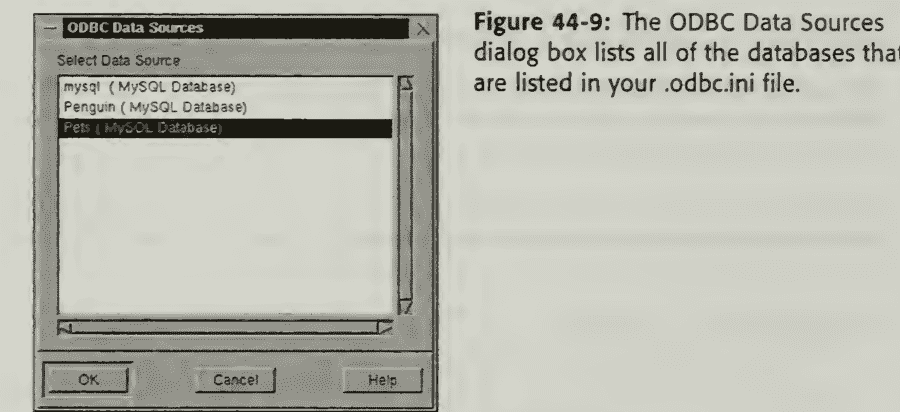 ODBC Data Sources
Select Data Source
mysql ( MySQL Database)
Penguin ( MySQL Database)
Pets ( MySQL Database)
OK
Cancel
Help
Figure 44-9: The ODBC Data Sources
dialog box lists all of the databases that
are listed in your .odbc.ini file.